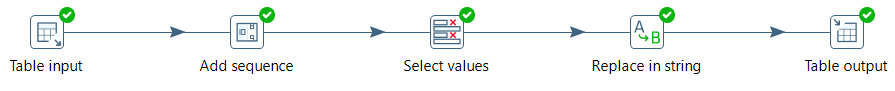 Table input
Add sequence
Select values
A
B
Replace in string
Table output